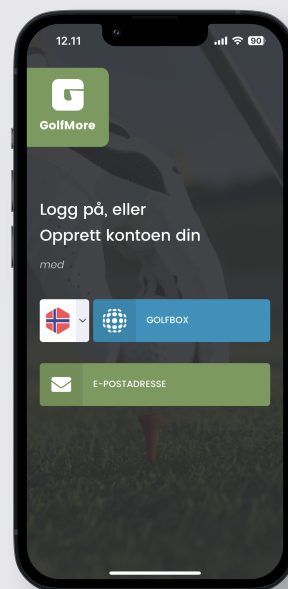 12.11
90
GolfMore
Logg på, eller
Opprett kontoen din
med
GOLFBOX
E-POSTADRESSE